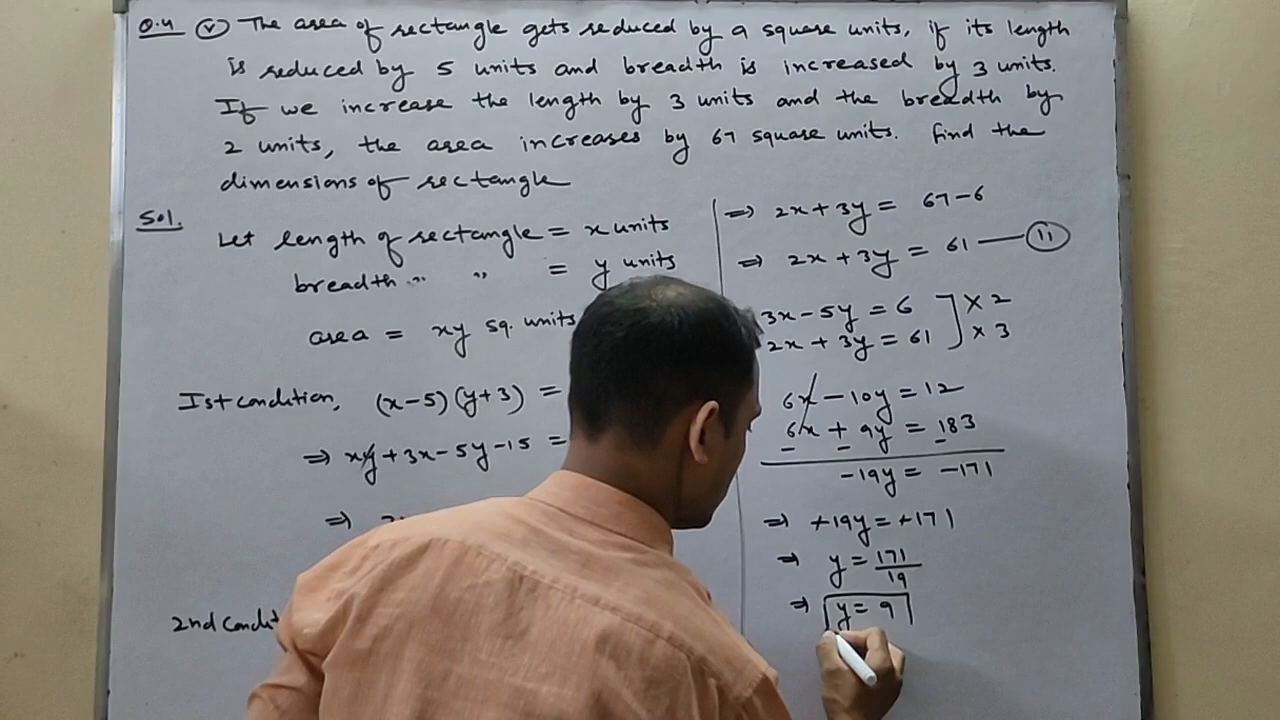 Q.4 (v) The area of rectangle gets reduced by 9 square units, if its length
is reduced by 5 units and breadth is increased by 3 units.
If we increase the length by 3 units and the breadth by
2 units, the area increases by 67 square units. Find the
dimensions of rectangle
Sol.
Let length of rectangle = x units
breadth " " = y units
area = xy sq. units
Ist condition, (x-5)(y+3) =
⇒ xy + 3x - 5y - 15 =
⇒
2nd Condit
⇒ 2x + 3y = 67-6
⇒ 2x + 3y = 61 — (ii)
3x - 5y = 6 ] × 2
2x + 3y = 61 ] × 3
6x - 10y = 12
6x + 9y = 183
- - -
-19y = -171
⇒ +19y = +171
⇒ y = 171/19
⇒ y = 9